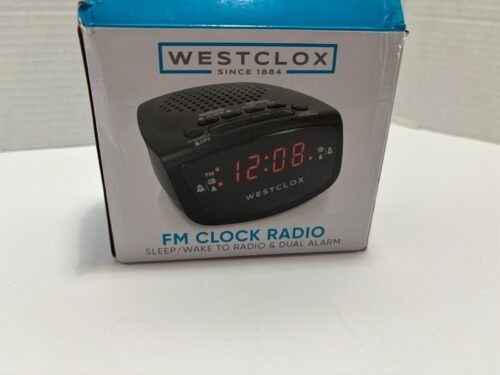 WESTCLOX
SINCE 1884
PM
12:08
WESTCLOX
FM CLOCK RADIO
SLEEP/WAKE TO RADIO & DUAL ALARM